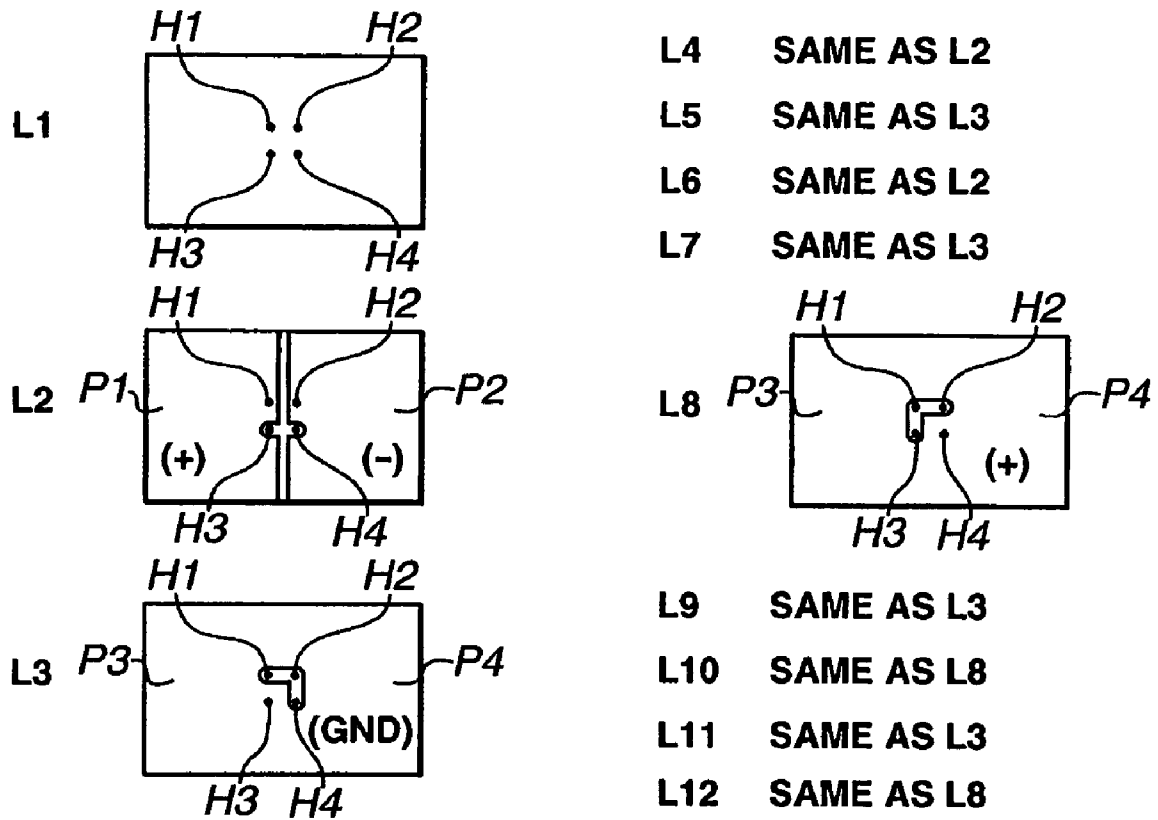 H1 H2
L1
H3 H4
H1 H2
P1 L2 P2
(+) (-)
H3 H4
H1 H2
L3 P3 P4
(GND)
H3 H4
L4 SAME AS L2
L5 SAME AS L3
L6 SAME AS L2
L7 SAME AS L3
H1 H2
L8 P3 P4
(+)
H3 H4
L9 SAME AS L3
L10 SAME AS L8
L11 SAME AS L3
L12 SAME AS L8